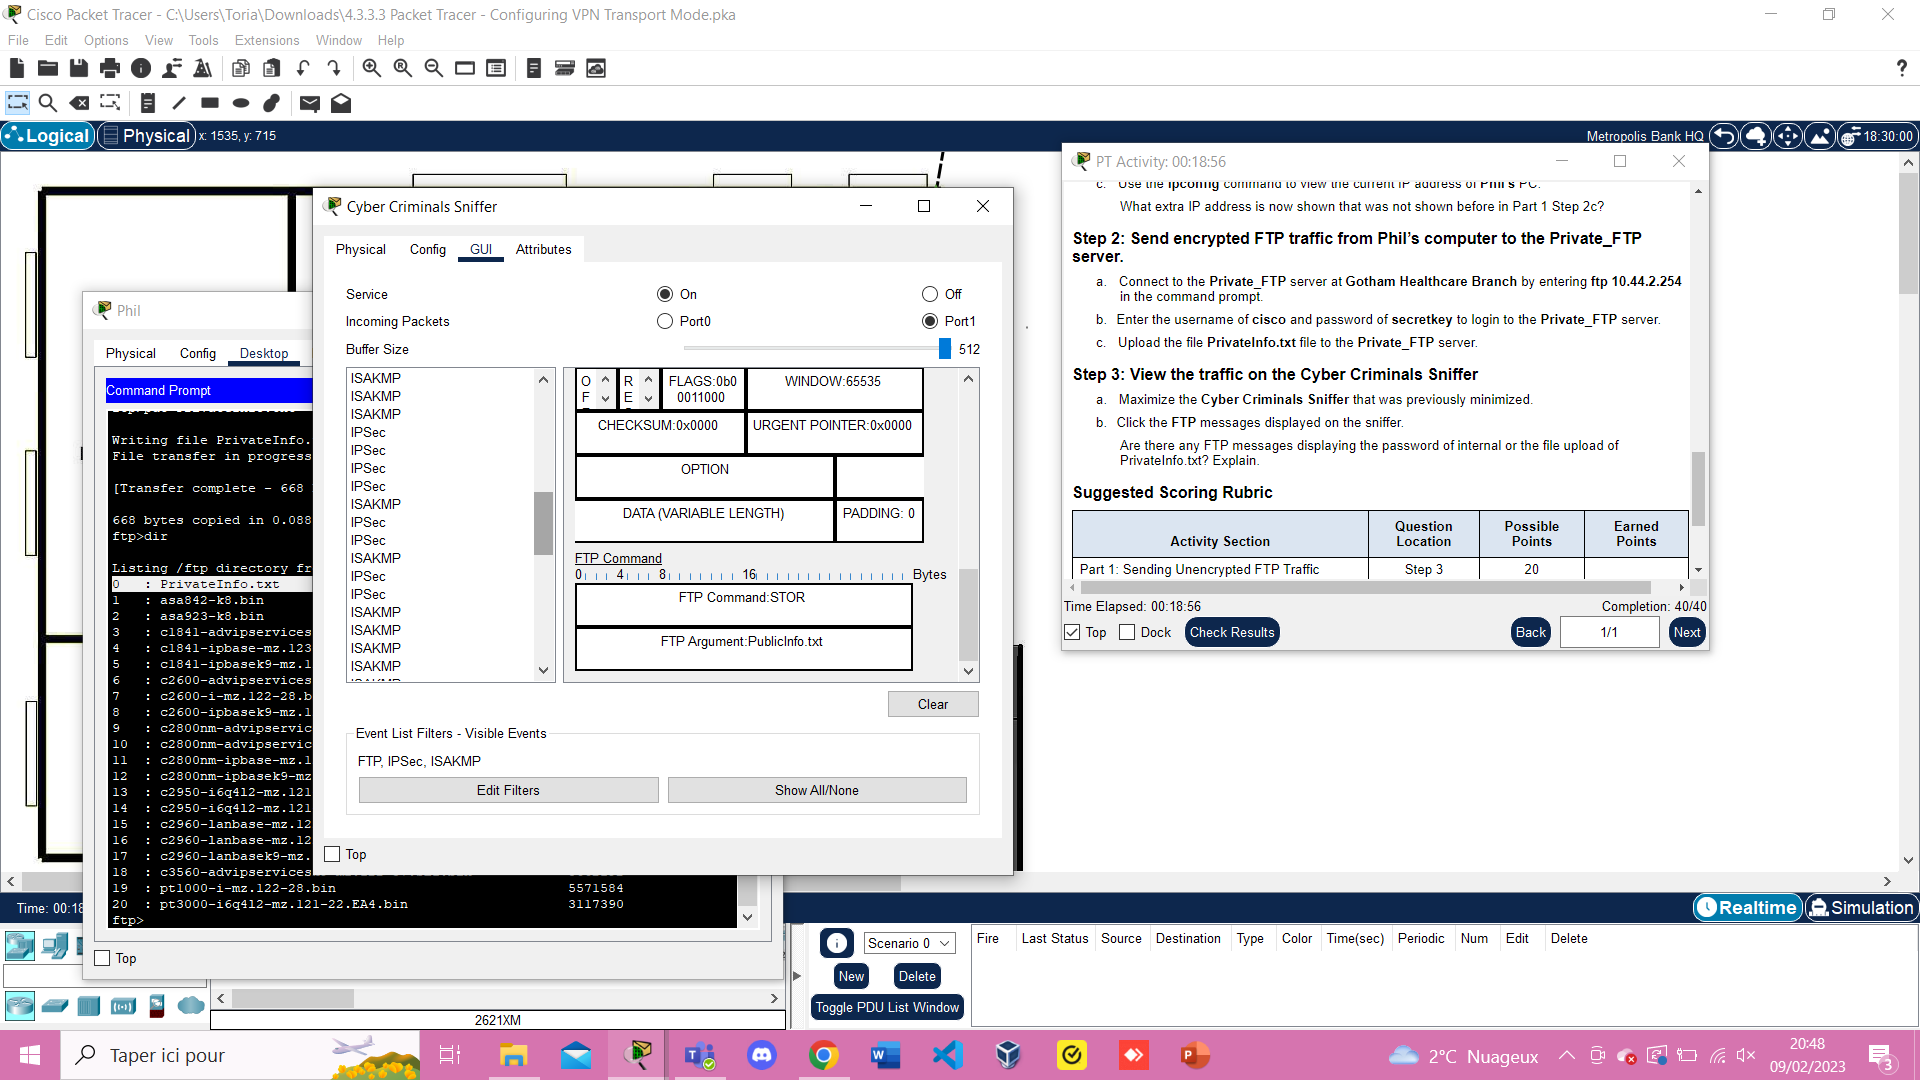 Cisco Packet Tracer - C:\Users\Toria\Downloads\4.3.3.3 Packet Tracer - Configuring VPN Transport Mode.pka
File Edit Options View Tools Extensions Window Help
Logical Physical x: 1535, y: 715
Metropolis Bank HQ 18:30:00
Phil
Physical Config Desktop
Command Prompt
Writing file PrivateInfo.
File transfer in progress
[Transfer complete - 668
668 bytes copied in 0.088
ftp>dir
Listing /ftp directory fr
0 : PrivateInfo.txt
1 : asa842-k8.bin
2 : asa923-k8.bin
3 : c1841-advipservices
4 : c1841-ipbase-mz.123
5 : c1841-ipbasek9-mz.1
6 : c2600-advipservices
7 : c2600-i-mz.122-28.b
8 : c2600-ipbasek9-mz.1
9 : c2800nm-advipservic
10 : c2800nm-advipservic
11 : c2800nm-ipbase-mz.1
12 : c2800nm-ipbasek9-mz
13 : c2950-i6q4l2-mz.121
14 : c2950-i6q4l2-mz.121
15 : c2960-lanbase-mz.12
16 : c2960-lanbase-mz.12
17 : c2960-lanbasek9-mz.
18 : c3560-advipservices
19 : pt1000-i-mz.122-28.bin 5571584
20 : pt3000-i6q4l2-mz.121-22.EA4.bin 3117390
ftp>
Top
Cyber Criminals Sniffer
Physical Config GUI Attributes
Service On Off
Incoming Packets Port0 Port1
Buffer Size 512
ISAKMP
ISAKMP
ISAKMP
IPSec
IPSec
IPSec
IPSec
ISAKMP
IPSec
IPSec
ISAKMP
IPSec
IPSec
ISAKMP
ISAKMP
ISAKMP
ISAKMP
ISAKMP
O
F
R
E
FLAGS:0b0
0011000
WINDOW:65535
CHECKSUM:0x0000 URGENT POINTER:0x0000
OPTION
DATA (VARIABLE LENGTH) PADDING: 0
FTP Command
0 4 8 16 Bytes
FTP Command:STOR
FTP Argument:PublicInfo.txt
Clear
Event List Filters - Visible Events
FTP, IPSec, ISAKMP
Edit Filters Show All/None
Top
PT Activity: 00:18:56
c. Use the ipconfig command to view the current IP address of Phil's PC.
What extra IP address is now shown that was not shown before in Part 1 Step 2c?
Step 2: Send encrypted FTP traffic from Phil's computer to the Private_FTP
server.
a. Connect to the Private_FTP server at Gotham Healthcare Branch by entering ftp 10.44.2.254
in the command prompt.
b. Enter the username of cisco and password of secretkey to login to the Private_FTP server.
c. Upload the file PrivateInfo.txt file to the Private_FTP server.
Step 3: View the traffic on the Cyber Criminals Sniffer
a. Maximize the Cyber Criminals Sniffer that was previously minimized.
b. Click the FTP messages displayed on the sniffer.
Are there any FTP messages displaying the password of internal or the file upload of
PrivateInfo.txt? Explain.
Suggested Scoring Rubric
Activity Section Question Location Possible Points Earned Points
Part 1: Sending Unencrypted FTP Traffic Step 3 20
Time Elapsed: 00:18:56 Completion: 40/40
Top Dock Check Results Back 1/1 Next
Time: 00:18
Realtime Simulation
2621XM
Scenario 0
New Delete
Toggle PDU List Window
Fire Last Status Source Destination Type Color Time(sec) Periodic Num Edit Delete
Taper ici pour
2°C Nuageux
20:48
09/02/2023
3